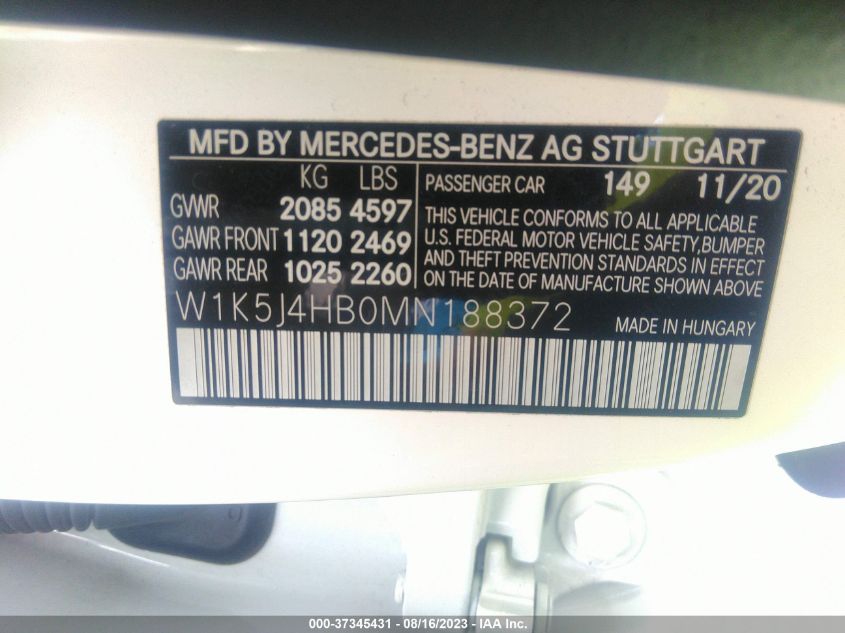 MFD BY MERCEDES-BENZ AG STUTTGART
KG LBS
GVWR 2085 4597
GAWR FRONT 1120 2469
GAWR REAR 1025 2260
PASSENGER CAR 149 11/20
THIS VEHICLE CONFORMS TO ALL APPLICABLE
U.S. FEDERAL MOTOR VEHICLE SAFETY, BUMPER
AND THEFT PREVENTION STANDARDS IN EFFECT
ON THE DATE OF MANUFACTURE SHOWN ABOVE
W1K5J4HB0MN188372
MADE IN HUNGARY
000-37345431 - 08/16/2023 - IAA Inc.